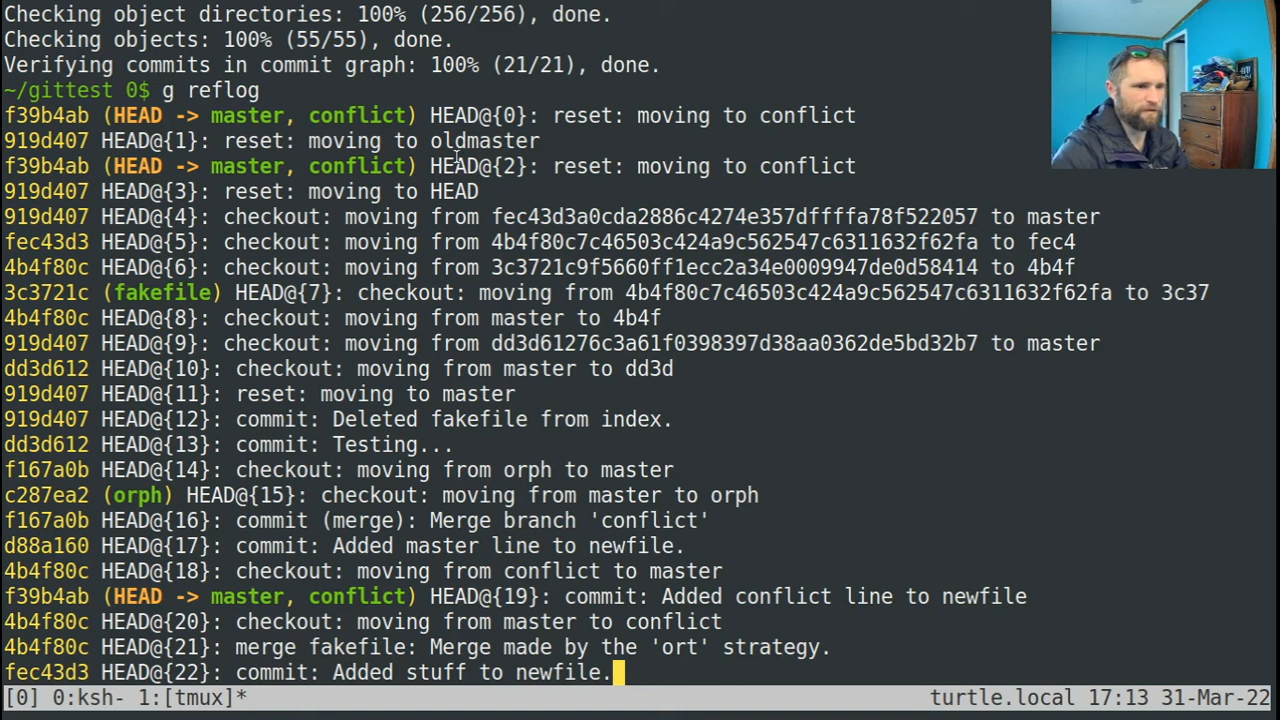 Checking object directories: 100% (256/256), done.
Checking objects: 100% (55/55), done.
Verifying commits in commit graph: 100% (21/21), done.
~/gittest 0$ g reflog
f39b4ab (HEAD -> master, conflict) HEAD@{0}: reset: moving to conflict
919d407 HEAD@{1}: reset: moving to oldmaster
f39b4ab (HEAD -> master, conflict) HEAD@{2}: reset: moving to conflict
919d407 HEAD@{3}: reset: moving to HEAD
919d407 HEAD@{4}: checkout: moving from fec43d3a0cda2886c4274e357dffffa78f522057 to master
fec43d3 HEAD@{5}: checkout: moving from 4b4f80c7c46503c424a9c562547c6311632f62fa to fec4
4b4f80c HEAD@{6}: checkout: moving from 3c3721c9f5660ff1ecc2a34e0009947de0d58414 to 4b4f
3c3721c (fakefile) HEAD@{7}: checkout: moving from 4b4f80c7c46503c424a9c562547c6311632f62fa to 3c37
4b4f80c HEAD@{8}: checkout: moving from master to 4b4f
919d407 HEAD@{9}: checkout: moving from dd3d61276c3a61f0398397d38aa0362de5bd32b7 to master
dd3d612 HEAD@{10}: checkout: moving from master to dd3d
919d407 HEAD@{11}: reset: moving to master
919d407 HEAD@{12}: commit: Deleted fakefile from index.
dd3d612 HEAD@{13}: commit: Testing...
f167a0b HEAD@{14}: checkout: moving from orph to master
c287ea2 (orph) HEAD@{15}: checkout: moving from master to orph
f167a0b HEAD@{16}: commit (merge): Merge branch 'conflict'
d88a160 HEAD@{17}: commit: Added master line to newfile.
4b4f80c HEAD@{18}: checkout: moving from conflict to master
f39b4ab (HEAD -> master, conflict) HEAD@{19}: commit: Added conflict line to newfile
4b4f80c HEAD@{20}: checkout: moving from master to conflict
4b4f80c HEAD@{21}: merge fakefile: Merge made by the 'ort' strategy.
fec43d3 HEAD@{22}: commit: Added stuff to newfile.
[0] 0:ksh- 1:[tmux]* turtle.local 17:13 31-Mar-22